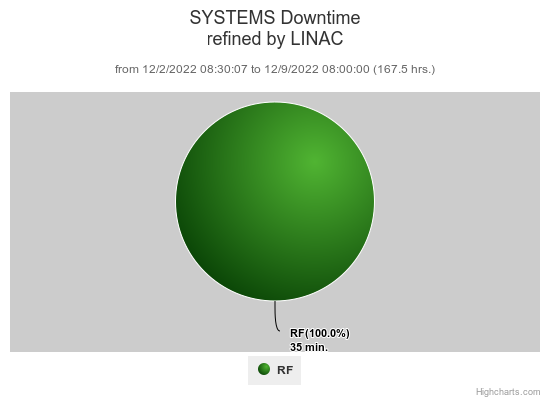 SYSTEMS Downtime
refined by LINAC
from 12/2/2022 08:30:07 to 12/9/2022 08:00:00 (167.5 hrs.)
RF(100.0%)
35 min.
RF
Highcharts.com